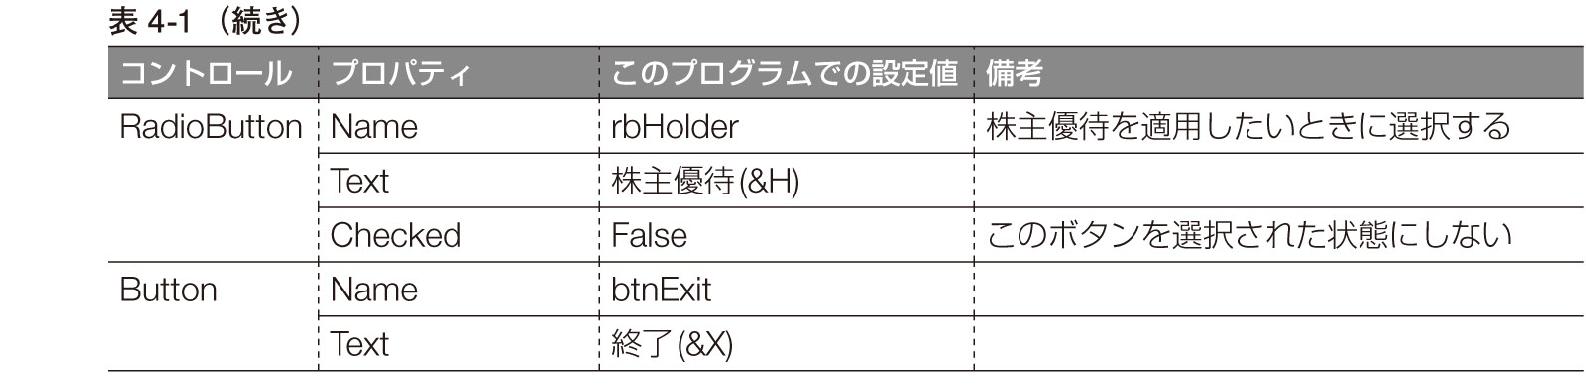 表 4-1 （続き）
コントロール プロパティ このプログラムでの設定値 備考
RadioButton Name rbHolder 株主優待を適用したいときに選択する
Text 株主優待(&H)
Checked False このボタンを選択された状態にしない
Button Name btnExit
Text 終了(&X)